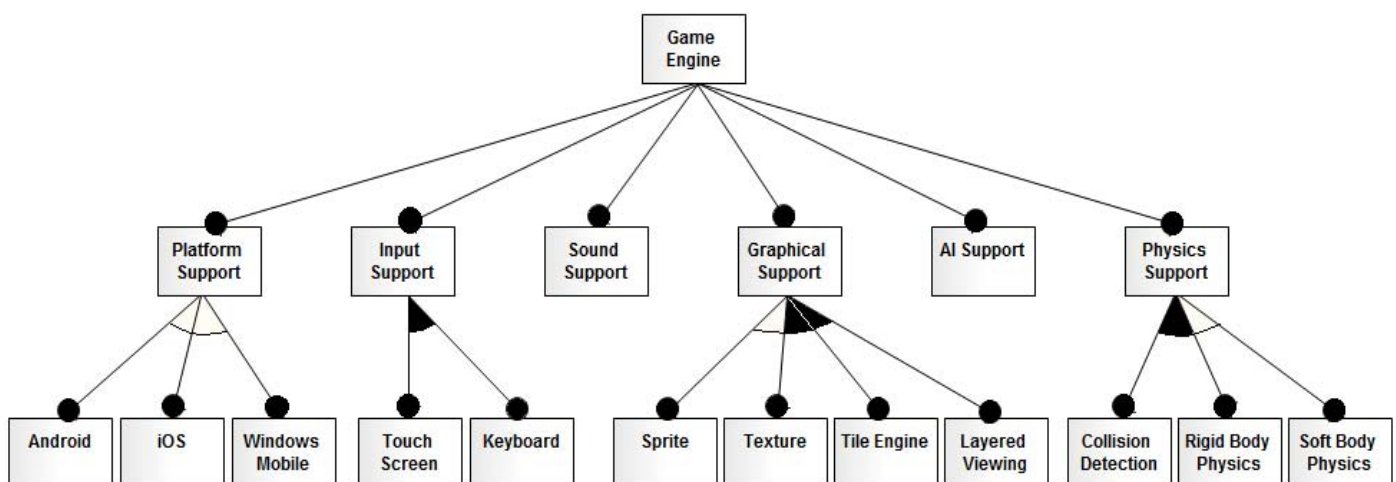 Game
Engine
Platform
Support
Input
Support
Sound
Support
Graphical
Support
AI Support
Physics
Support
Android
iOS
Windows
Mobile
Touch
Screen
Keyboard
Sprite
Texture
Tile Engine
Layered
Viewing
Collision
Detection
Rigid Body
Physics
Soft Body
Physics